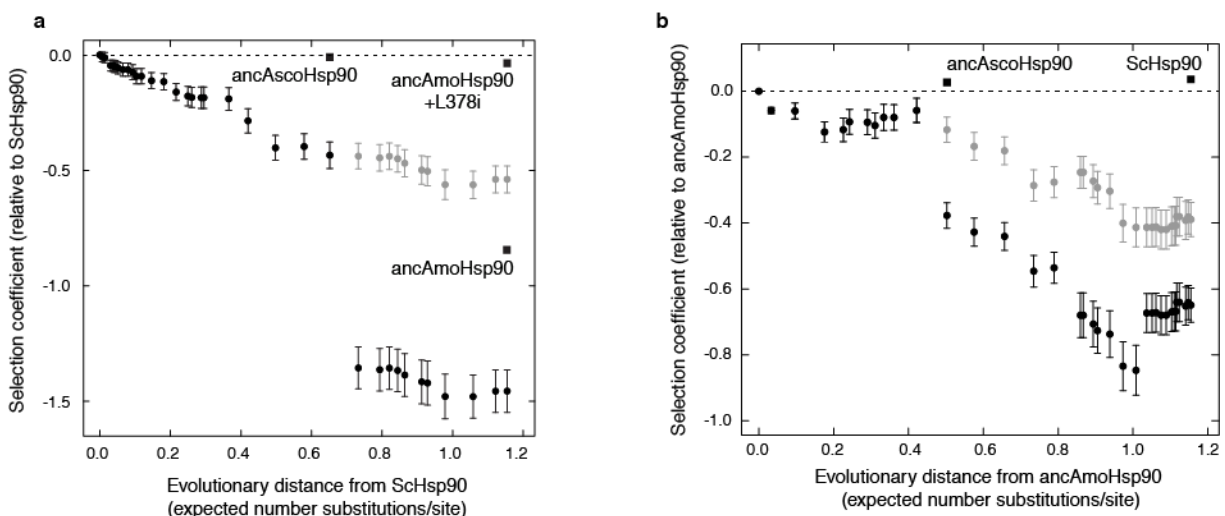 a
0.0
-0.5
-1.0
-1.5
Selection coefficient (relative to ScHsp90)
ancAscoHsp90
ancAmoHsp90
+L378i
ancAmoHsp90
0.0 0.2 0.4 0.6 0.8 1.0 1.2
Evolutionary distance from ScHsp90
(expected number substitutions/site)
b
0.0
-0.2
-0.4
-0.6
-0.8
-1.0
Selection coefficient (relative to ancAmoHsp90)
ancAscoHsp90
ScHsp90
0.0 0.2 0.4 0.6 0.8 1.0 1.2
Evolutionary distance from ancAmoHsp90
(expected number substitutions/site)